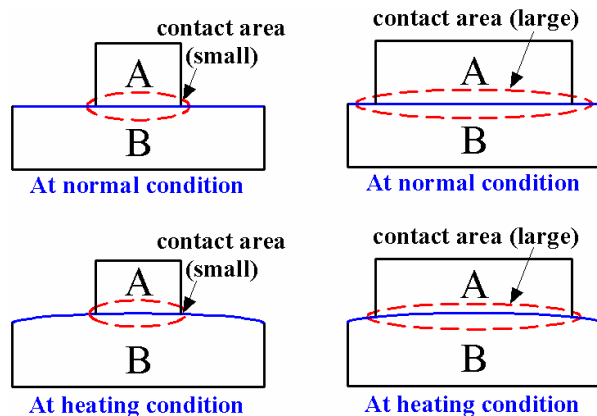 contact area
(small)
A
B
At normal condition
contact area (large)
A
B
At normal condition
contact area
(small)
A
B
At heating condition
contact area (large)
A
B
At heating condition